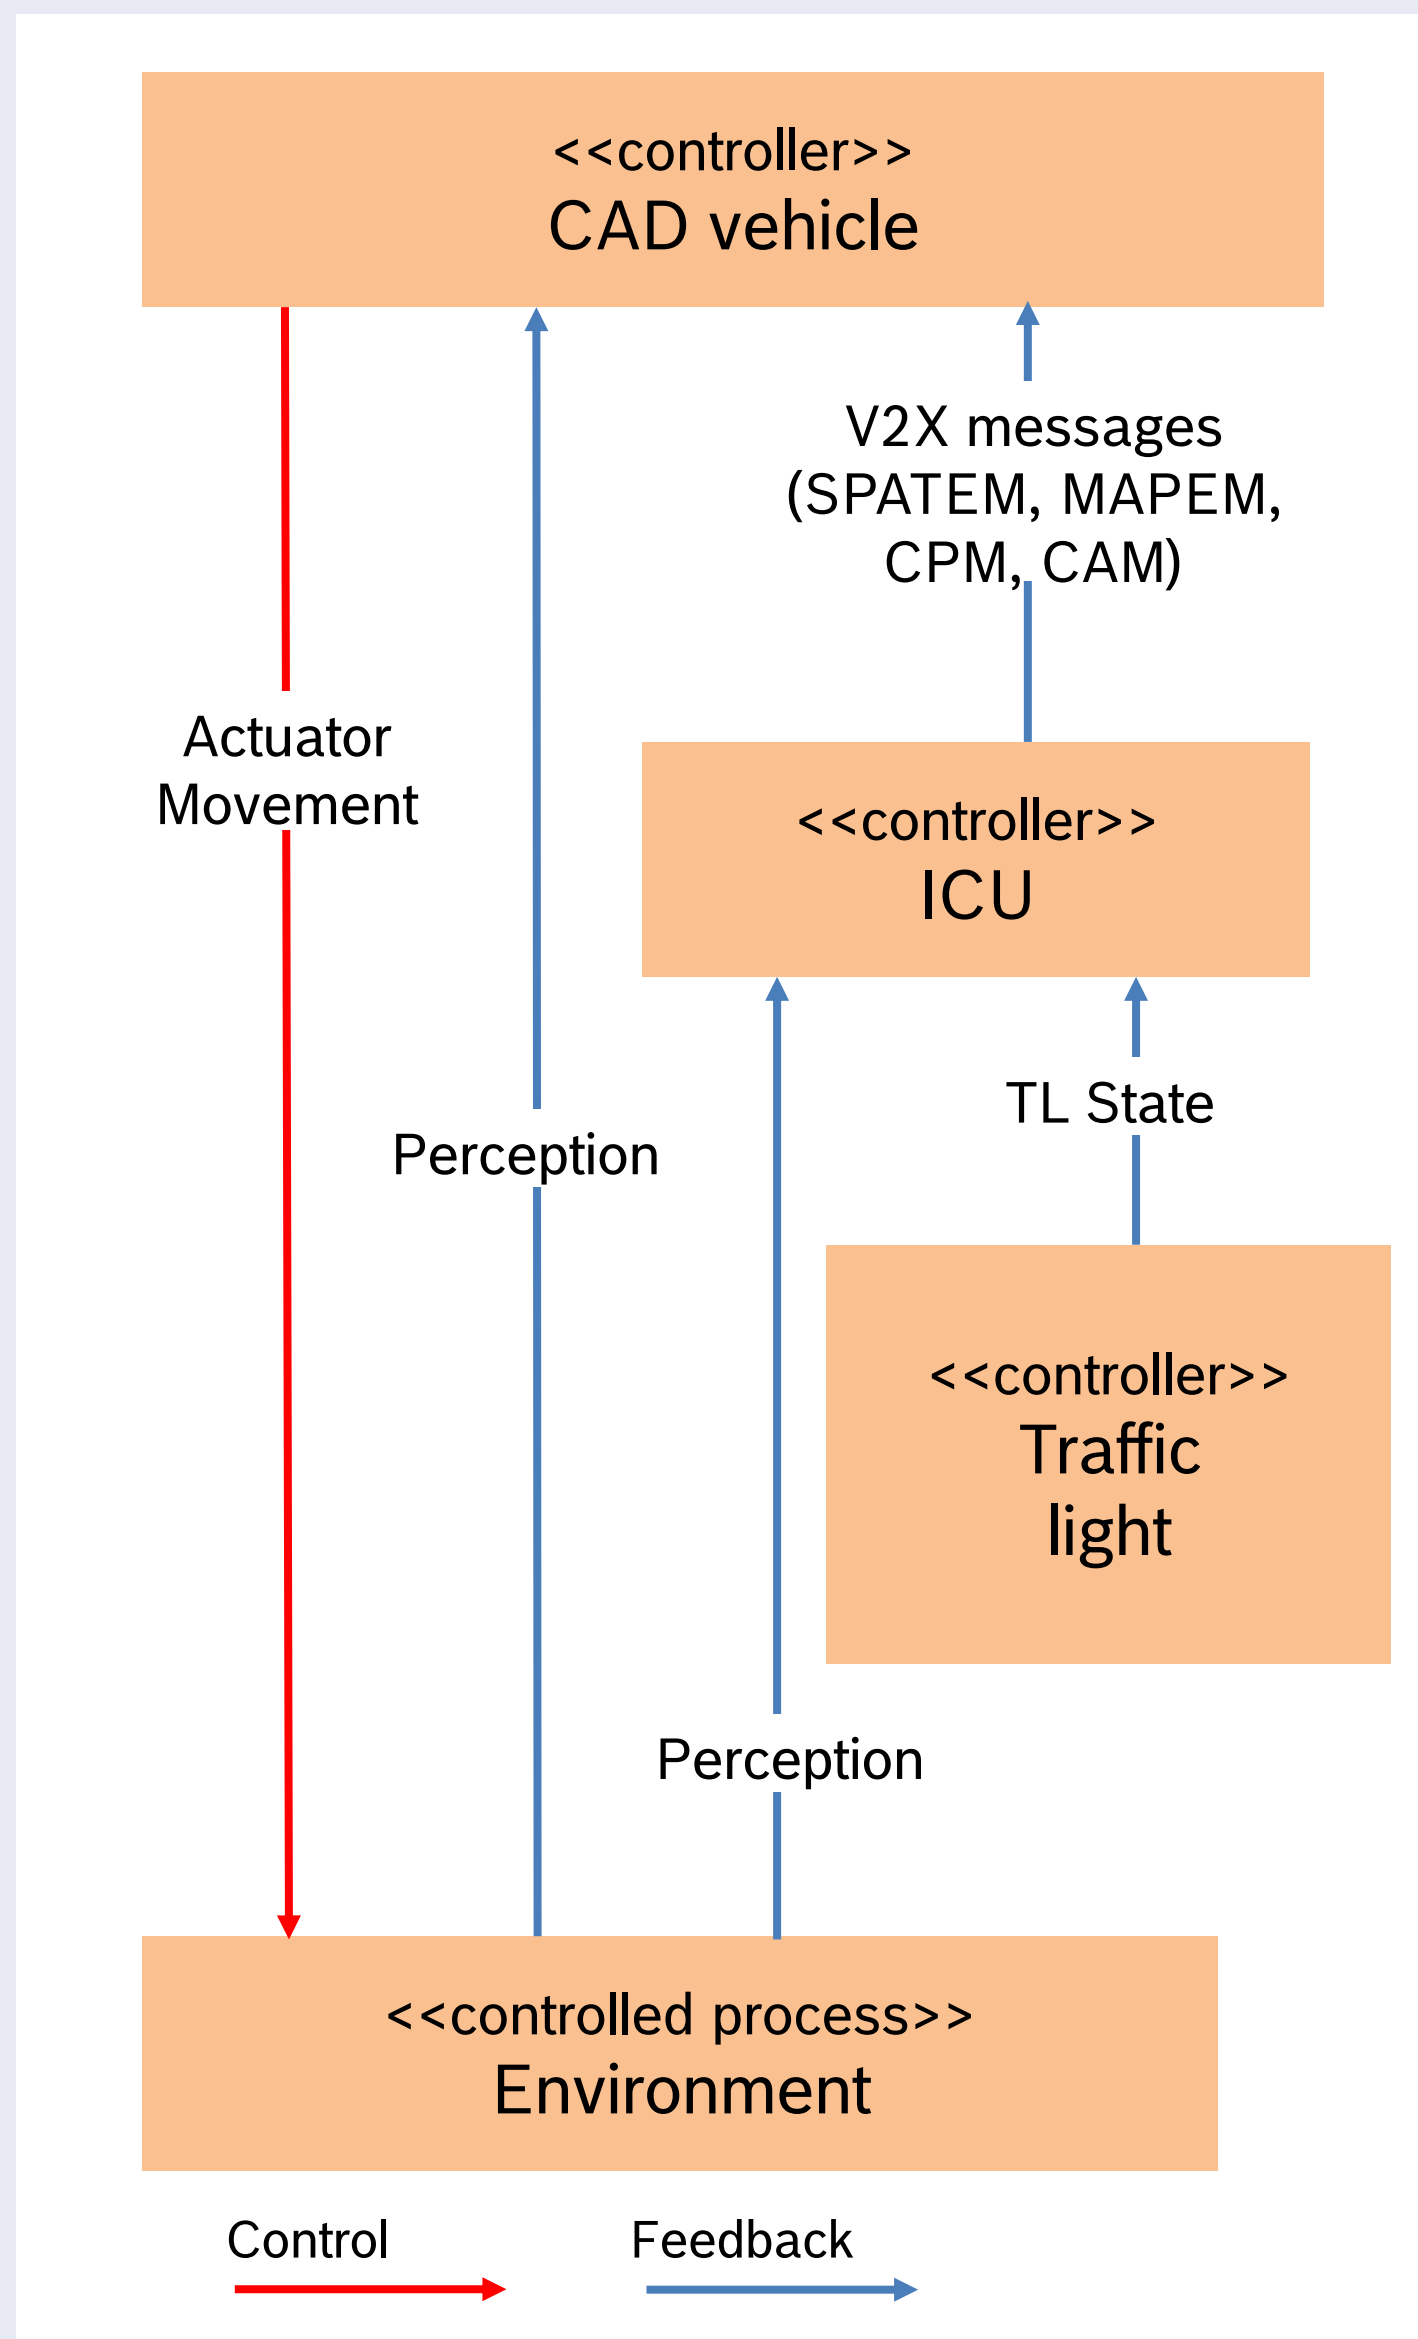 <<controller>>
CAD vehicle
V2X messages
(SPATEM, MAPEM,
CPM, CAM)
Actuator
Movement
<<controller>>
ICU
TL State
Perception
<<controller>>
Traffic
light
Perception
<<controlled process>>
Environment
Control
Feedback